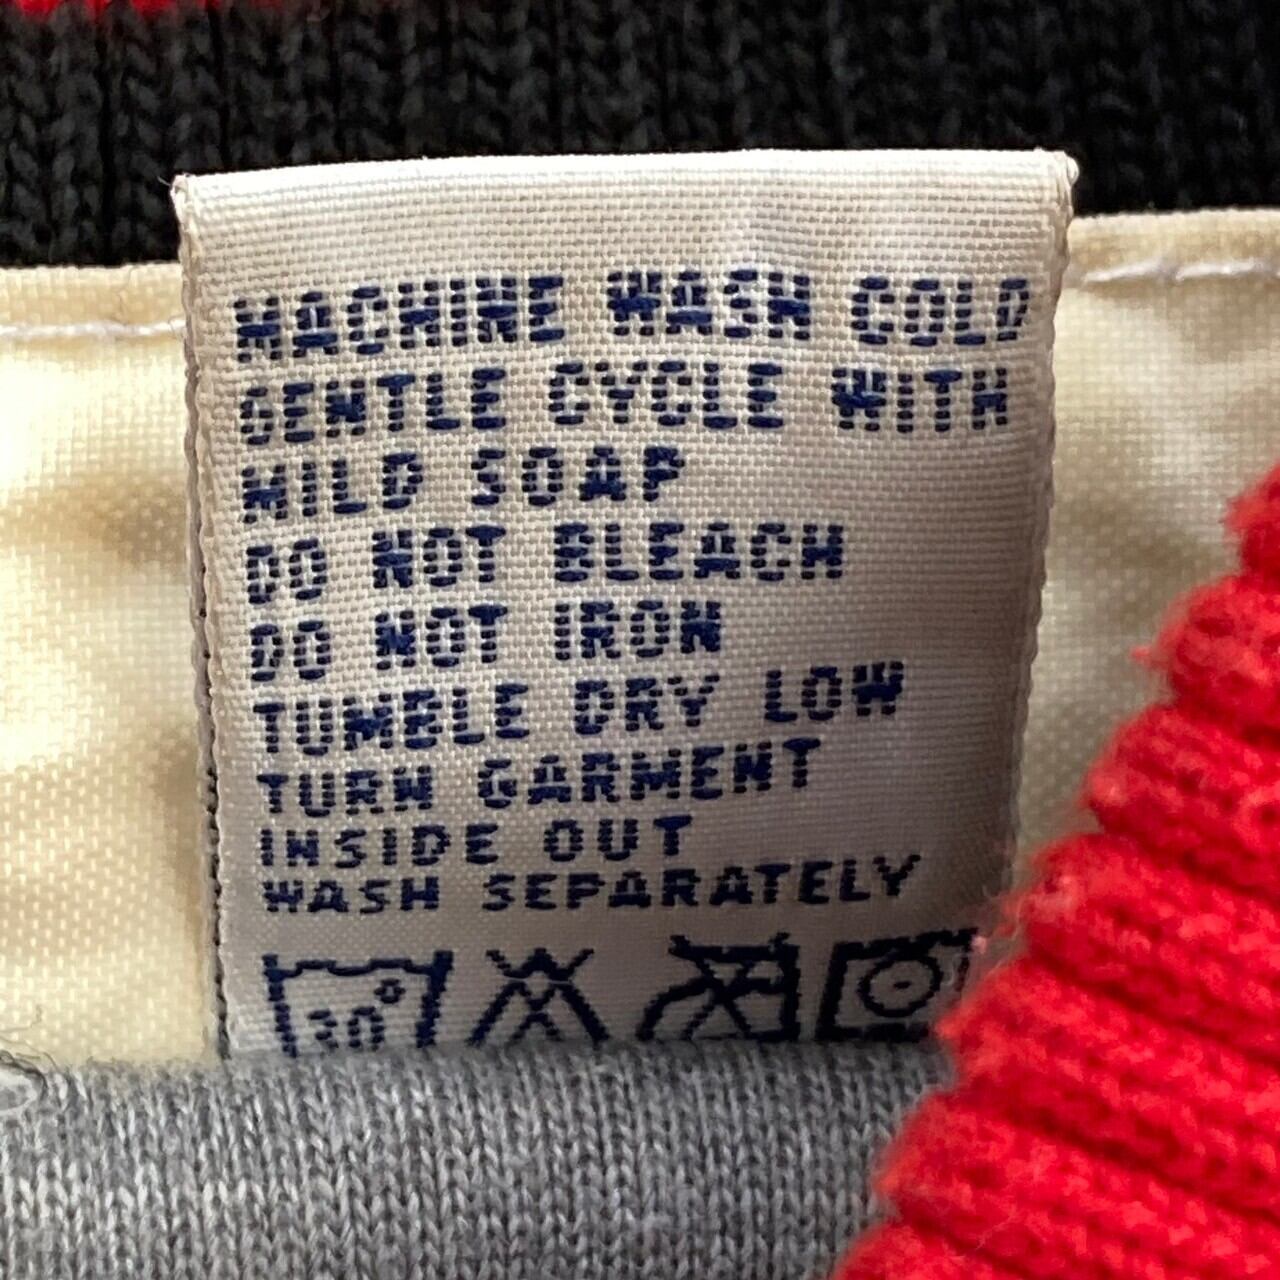 MACHINE WASH COLD
GENTLE CYCLE WITH
MILD SOAP
DO NOT BLEACH
DO NOT IRON
TUMBLE DRY LOW
TURN GARMENT
INSIDE OUT
WASH SEPARATELY
30°